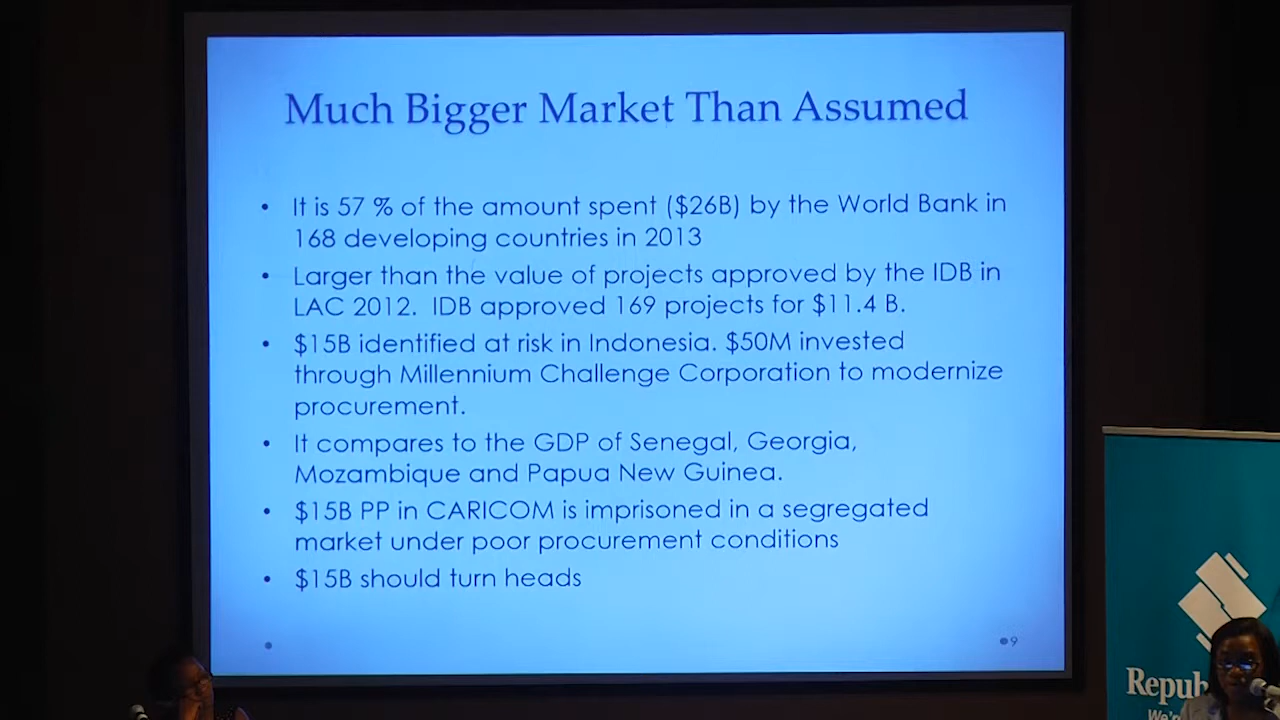 Much Bigger Market Than Assumed
• It is 57 % of the amount spent ($26B) by the World Bank in
168 developing countries in 2013
• Larger than the value of projects approved by the IDB in
LAC 2012. IDB approved 169 projects for $11.4 B.
• $15B identified at risk in Indonesia. $50M invested
through Millennium Challenge Corporation to modernize
procurement.
• It compares to the GDP of Senegal, Georgia,
Mozambique and Papua New Guinea.
• $15B PP in CARICOM is imprisoned in a segregated
market under poor procurement conditions
• $15B should turn heads
9